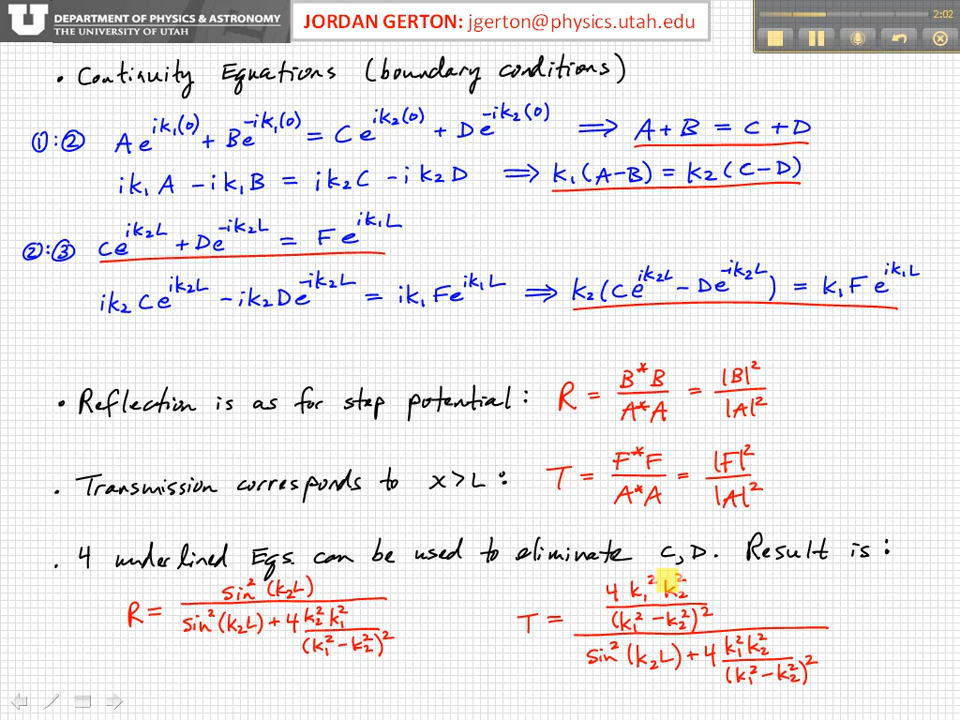 U DEPARTMENT OF PHYSICS & ASTRONOMY
THE UNIVERSITY OF UTAH
JORDAN GERTON: jgerton@physics.utah.edu
2:02
• Continuity Equations (boundary conditions)
①:② Ae^{ik₁(0)} + Be^{-ik₁(0)} = Ce^{ik₂(0)} + De^{-ik₂(0)} ⟹ A+B = C+D
ik₁A - ik₁B = ik₂C - ik₂D ⟹ k₁(A-B) = k₂(C-D)
②:③ Ce^{ik₂L} + De^{-ik₂L} = Fe^{ik₁L}
ik₂Ce^{ik₂L} - ik₂De^{-ik₂L} = ik₁Fe^{ik₁L} ⟹ k₂(Ce^{ik₂L} - De^{-ik₂L}) = k₁Fe^{ik₁L}
• Reflection is as for step potential: R = B*B / A*A = |B|² / |A|²
• Transmission corresponds to x>L: T = F*F / A*A = |F|² / |A|²
• 4 underlined Eqs. can be used to eliminate C, D. Result is:
R = sin²(k₂L) / (sin²(k₂L) + 4 k₂²k₁² / (k₁²-k₂²)²)
T = (4k₁²k₂² / (k₁²-k₂²)²) / (sin²(k₂L) + 4 k₁²k₂² / (k₁²-k₂²)²)